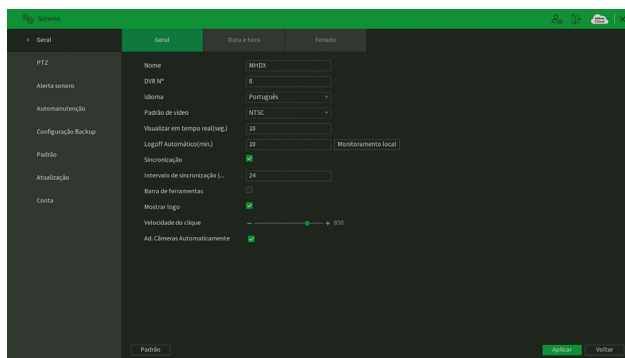 Sistema
Geral
PTZ
Alerta sonoro
Automanutenção
Configuração Backup
Padrão
Atualização
Conta
Geral Data e hora Feriado
Nome MHDX
DVR Nº 8
Idioma Português
Padrão de vídeo NTSC
Visualizar em tempo real(seg.) 10
Logoff Automático(min.) 10 Monitoramento local
Sincronização
Intervalo de sincronização (... 24
Barra de ferramentas
Mostrar logo
Velocidade do clique 850
Ad. Câmeras Automaticamente
Padrão Aplicar Voltar